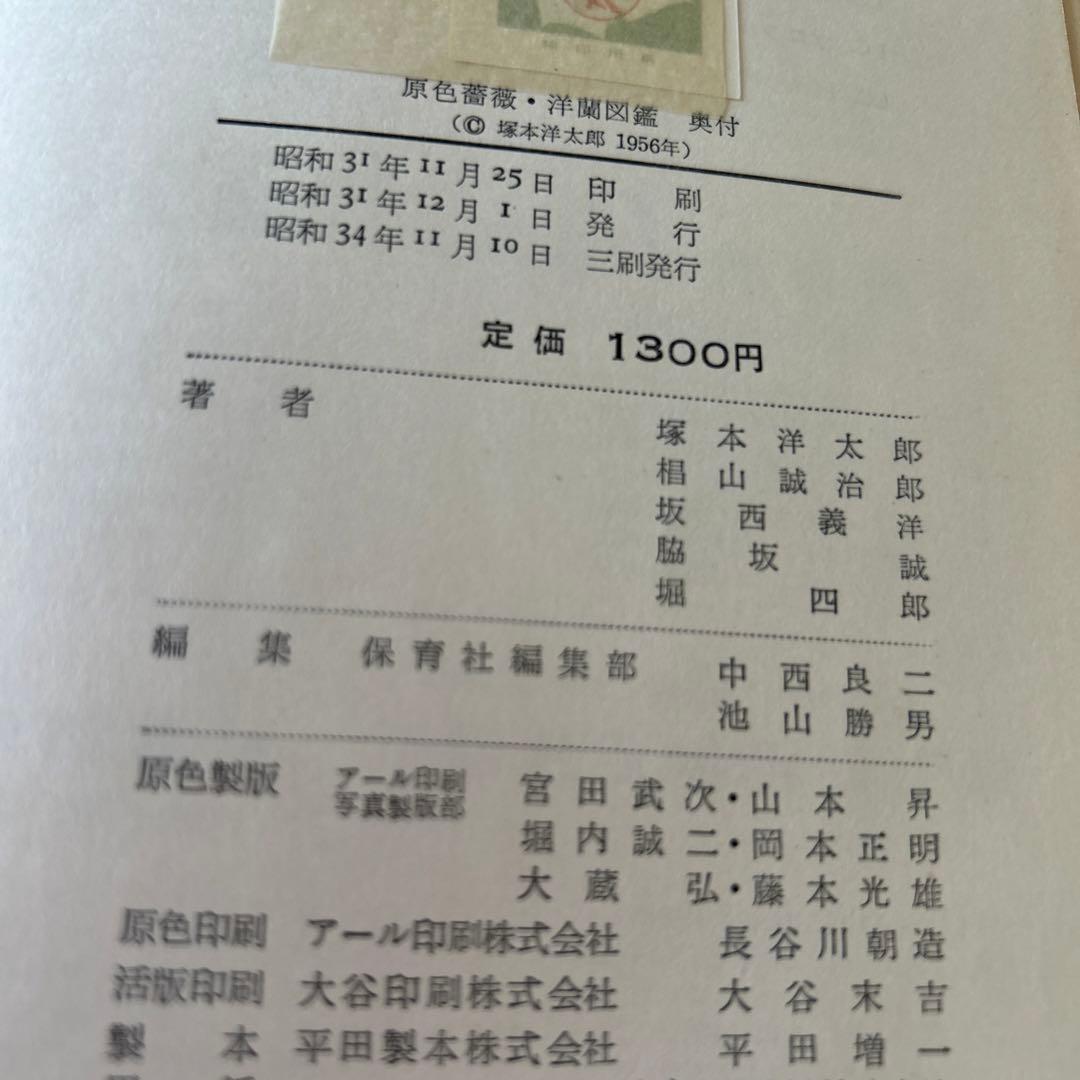 原色薔薇・洋蘭図鑑 奥付
(© 塚本洋太郎 1956年)
昭和31年11月25日 印刷
昭和31年12月1日 発行
昭和34年11月10日 三刷発行
定価 1300円
著者
塚本洋太郎
椙山誠治郎
坂西義洋
脇坂誠
堀四郎
編集 保育社編集部 中西良二
池山勝男
原色製版 アール印刷写真製版部 宮田武次・山本昇
堀内誠二・岡本正明
大蔵弘・藤本光雄
原色印刷 アール印刷株式会社 長谷川朝造
活版印刷 大谷印刷株式会社 大谷末吉
製本 平田製本株式会社 平田増一